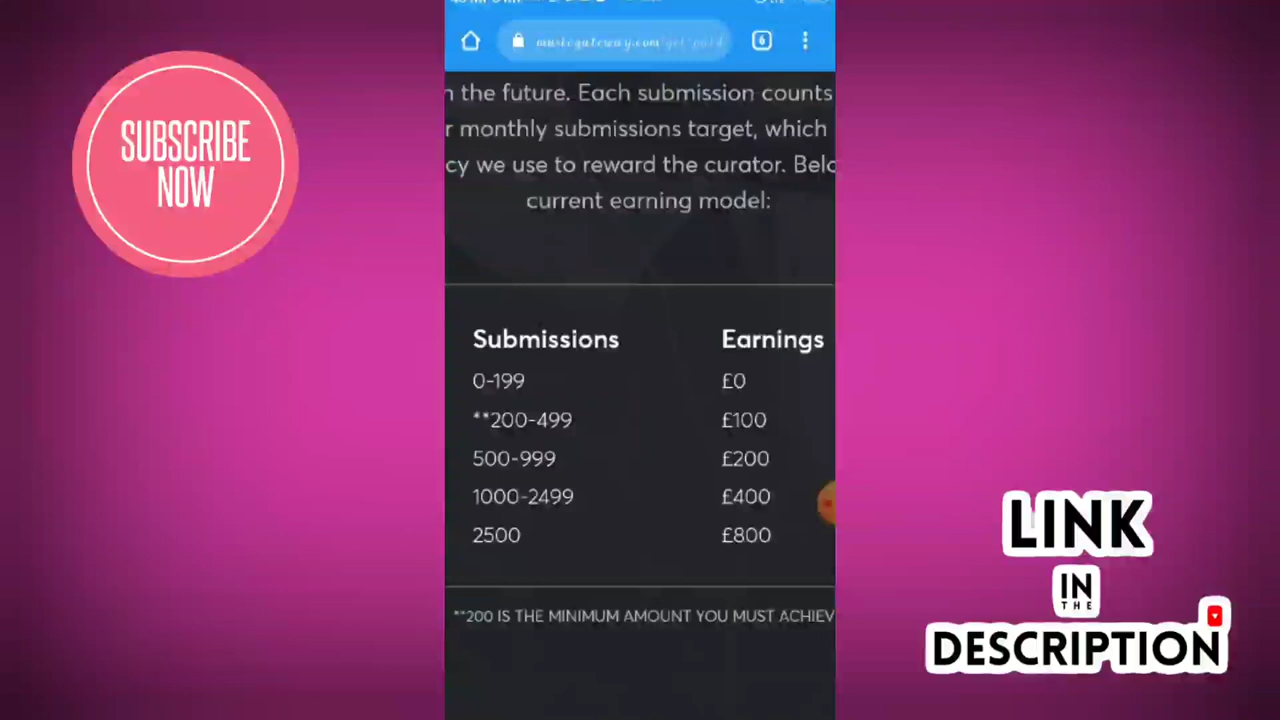 SUBSCRIBE
NOW
6
n the future. Each submission counts
r monthly submissions target, which
cy we use to reward the curator. Belo
current earning model:
Submissions Earnings
0-199 £0
**200-499 £100
500-999 £200
1000-2499 £400
2500 £800
**200 IS THE MINIMUM AMOUNT YOU MUST ACHIEV
LINK
IN
THE
DESCRIPTION